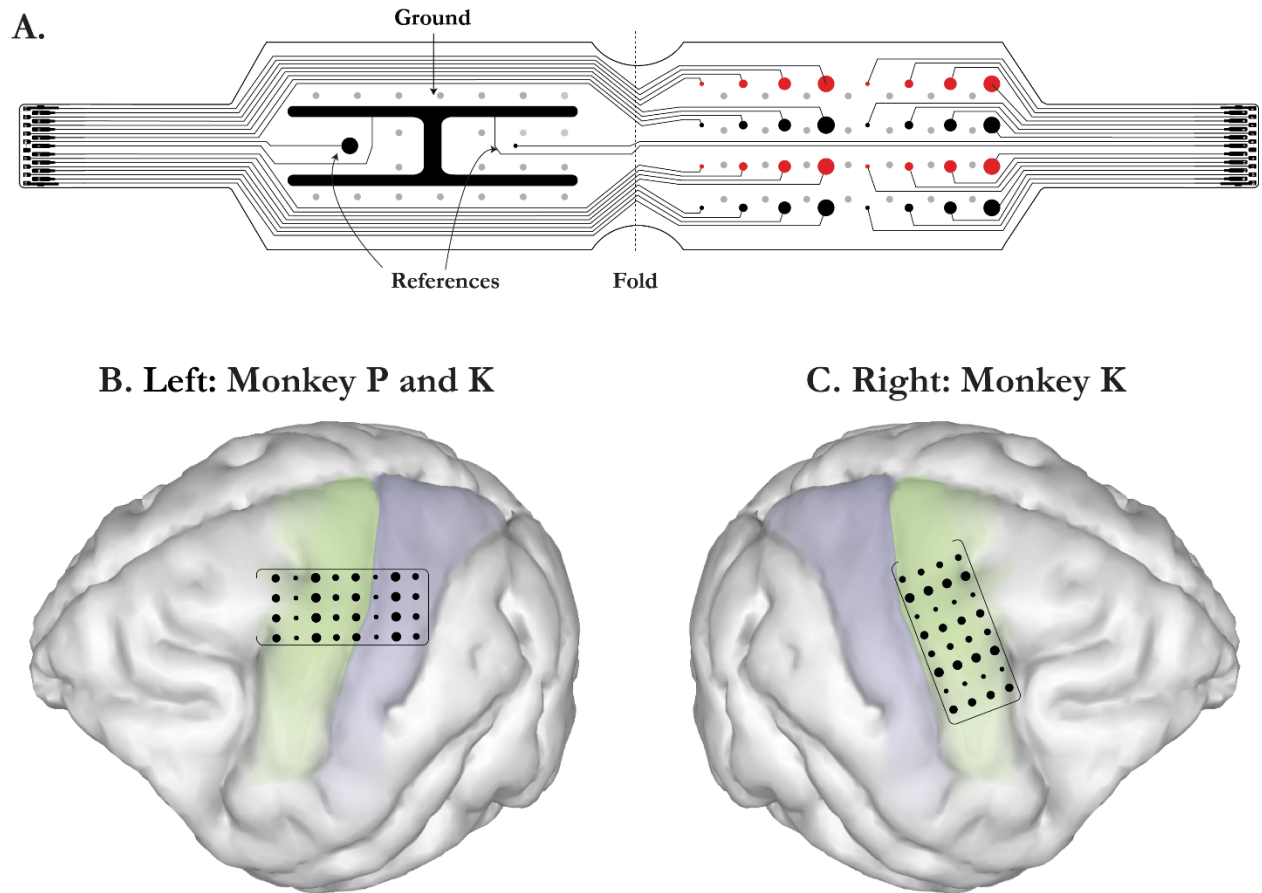 A.
Ground
References
Fold
B. Left: Monkey P and K
C. Right: Monkey K